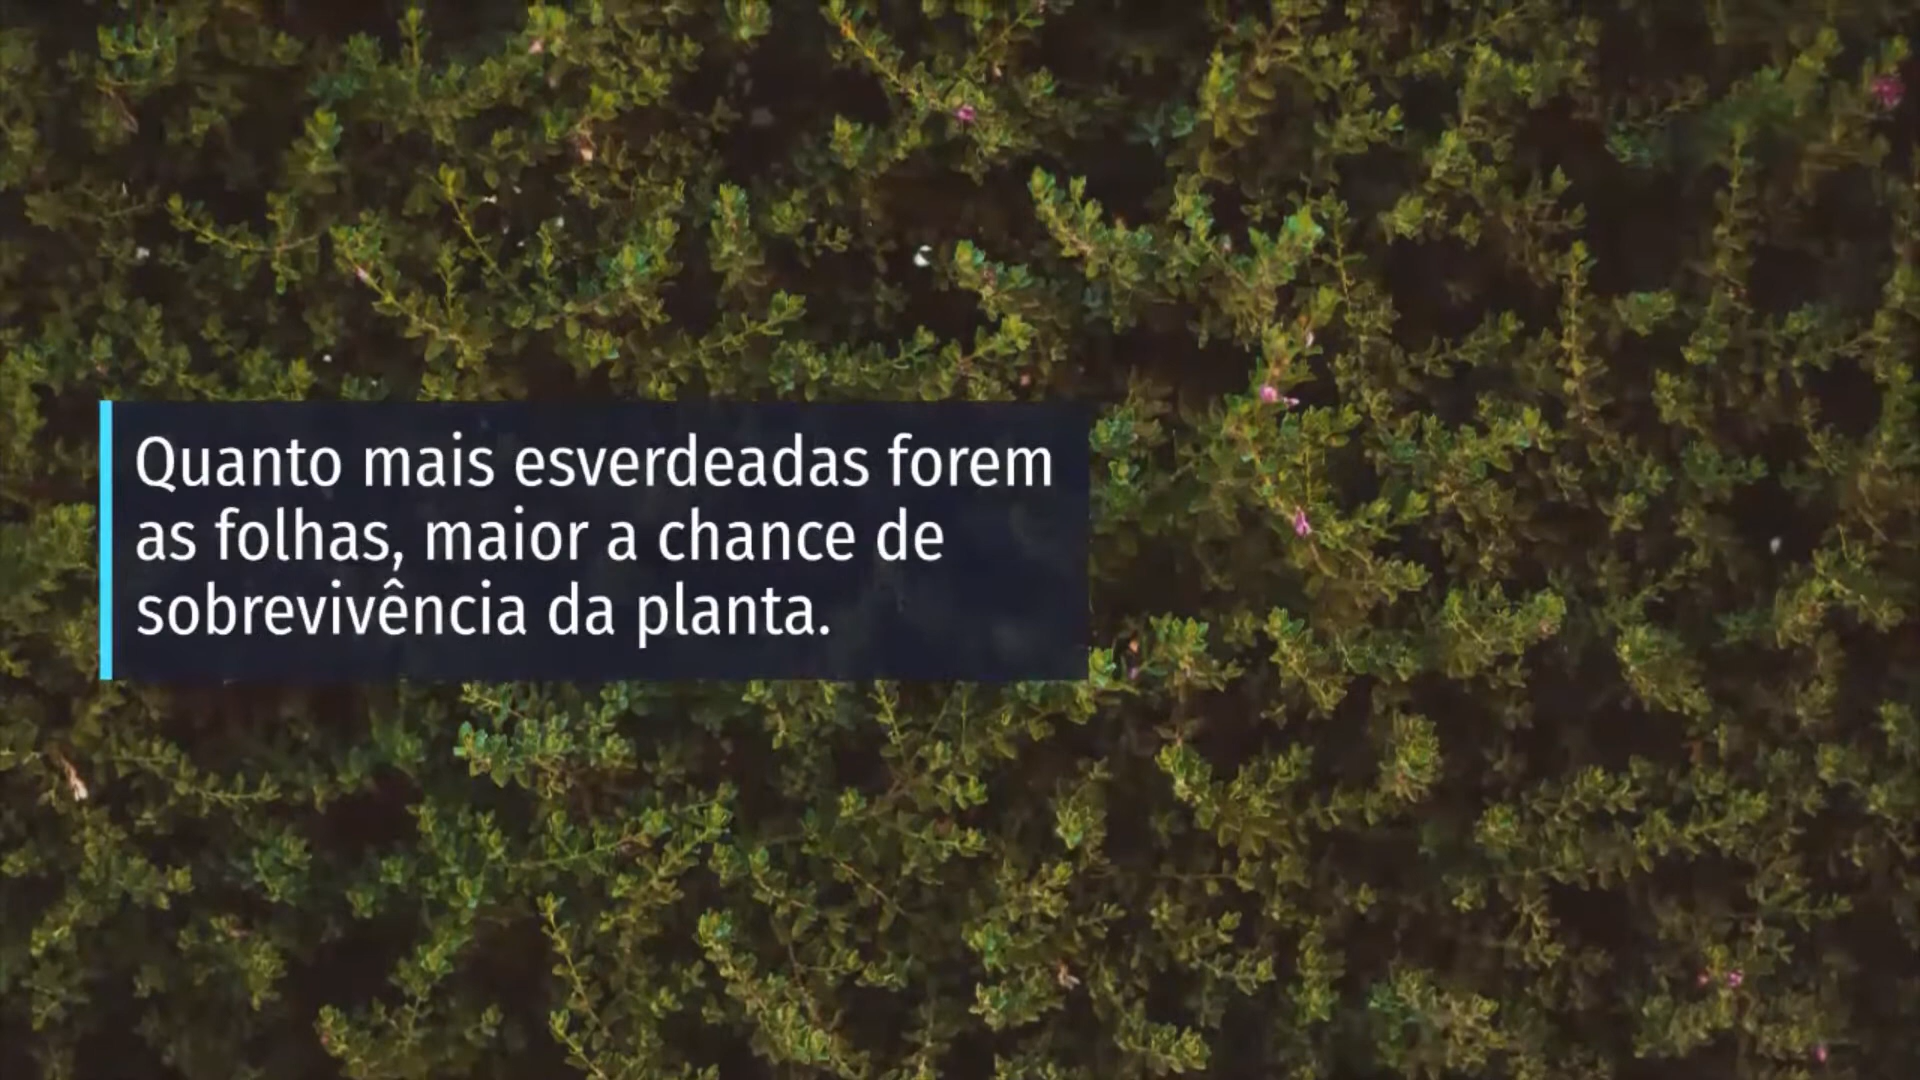 Quanto mais esverdeadas forem
as folhas, maior a chance de
sobrevivência da planta.